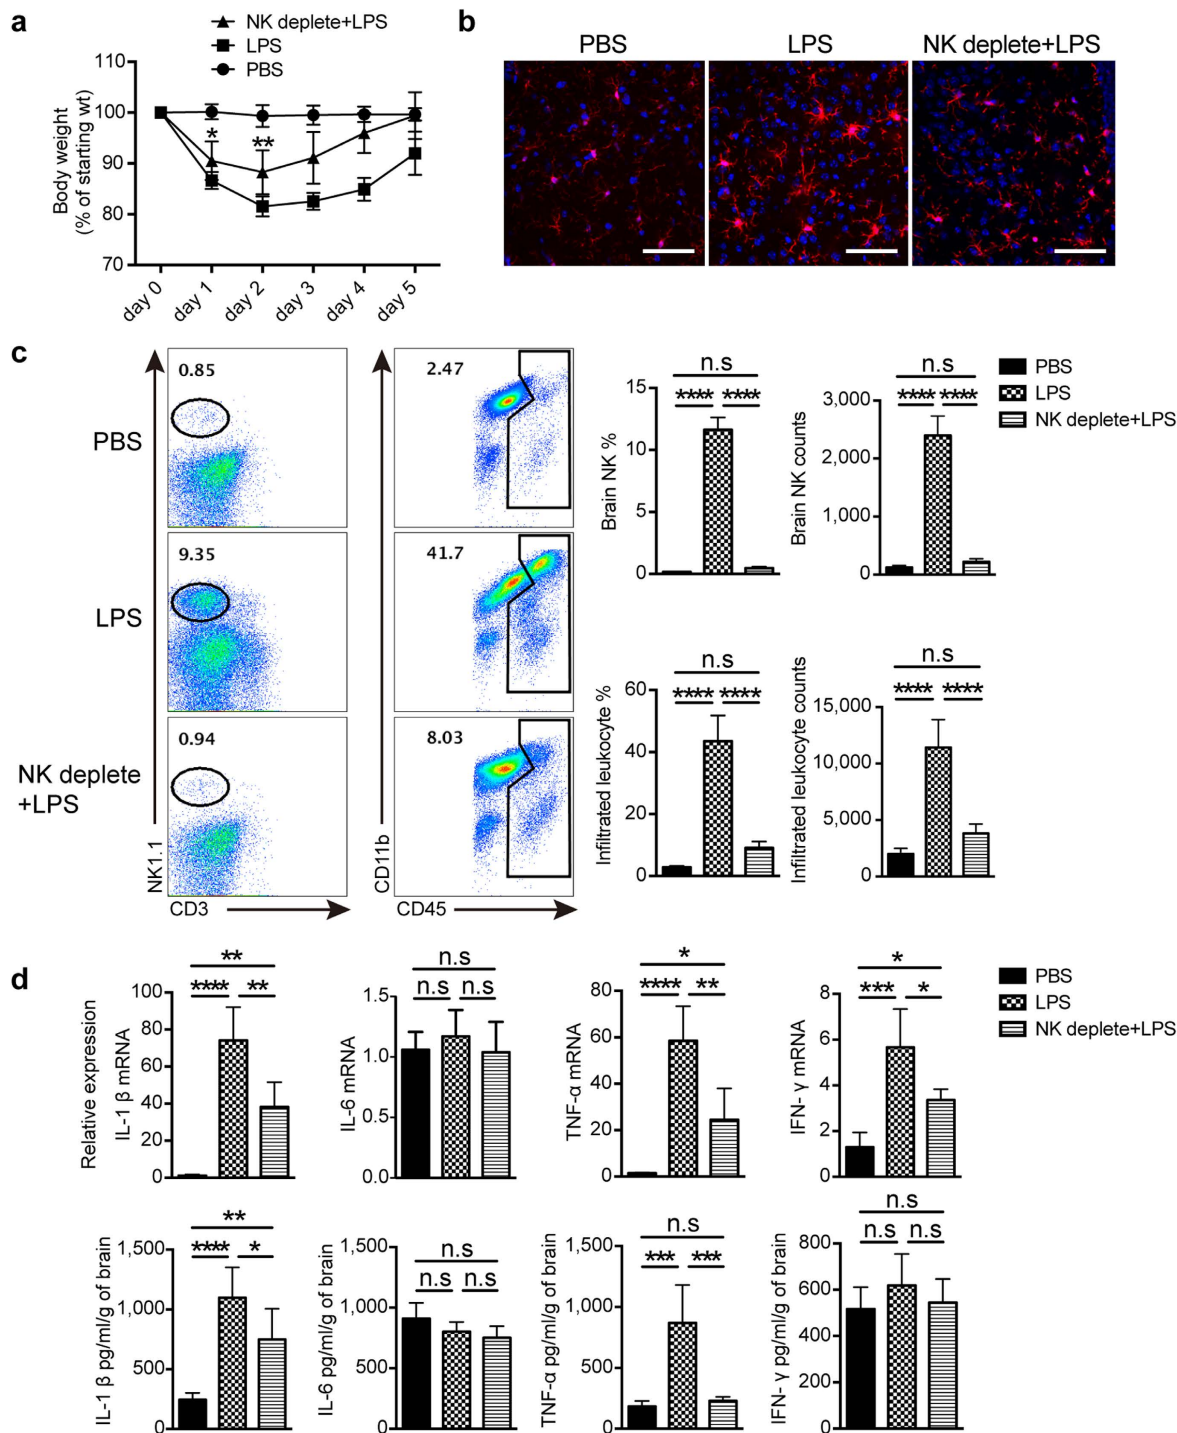 a
NK deplete+LPS
LPS
PBS
Body weight
(% of starting wt)
110
100
90
80
70
*
**
day 0
day 1
day 2
day 3
day 4
day 5
b
PBS
LPS
NK deplete+LPS
c
PBS
LPS
NK deplete
+LPS
0.85
9.35
0.94
NK1.1
CD3
2.47
41.7
8.03
CD11b
CD45
n.s
**** ****
Brain NK %
15
10
5
0
n.s
**** ****
Brain NK counts
3,000
2,000
1,000
0
PBS
LPS
NK deplete+LPS
n.s
**** ****
Infiltrated leukocyte %
60
40
20
0
n.s
**** ****
Infiltrated leukocyte counts
15,000
10,000
5,000
0
d
**
**** **
Relative expression
IL-1 β mRNA
100
80
60
40
20
0
n.s
n.s n.s
IL-6 mRNA
1.5
1.0
0.5
0.0
*
**** **
TNF-α mRNA
80
60
40
20
0
*
*** *
IFN- γ mRNA
8
6
4
2
0
PBS
LPS
NK deplete+LPS
**
**** *
IL-1 β pg/ml/g of brain
1,500
1,000
500
0
n.s
n.s n.s
IL-6 pg/ml/g of brain
1,500
1,000
500
0
n.s
*** ***
TNF-α pg/ml/g of brain
1,500
1,000
500
0
n.s
n.s n.s
IFN- γ pg/ml/g of brain
800
600
400
200
0